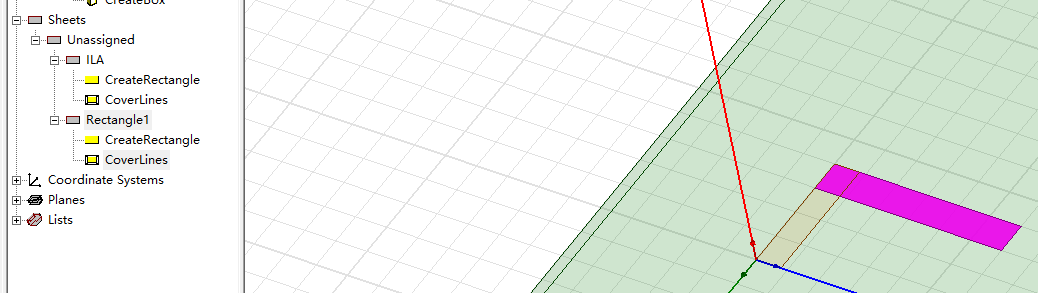 CreateBox
Sheets
Unassigned
ILA
CreateRectangle
CoverLines
Rectangle1
CreateRectangle
CoverLines
Coordinate Systems
Planes
Lists